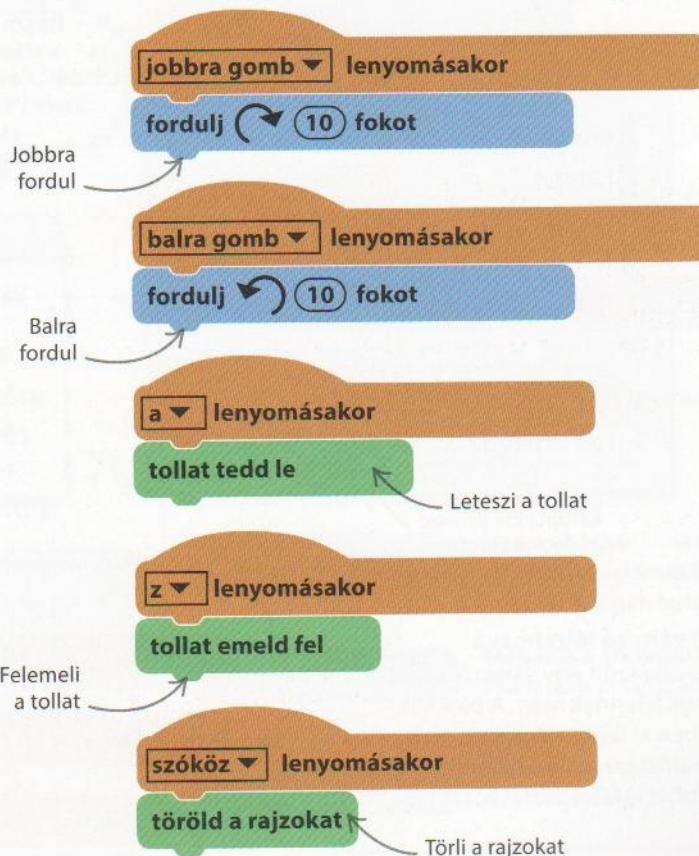 jobbra gomb lenyomásakor
fordulj 10 fokot
Jobbra
fordul
balra gomb lenyomásakor
fordulj 10 fokot
Balra
fordul
a lenyomásakor
tollat tedd le
Leteszi a tollat
z lenyomásakor
tollat emeld fel
Felemeli
a tollat
szóköz lenyomásakor
töröld a rajzokat
Törli a rajzokat